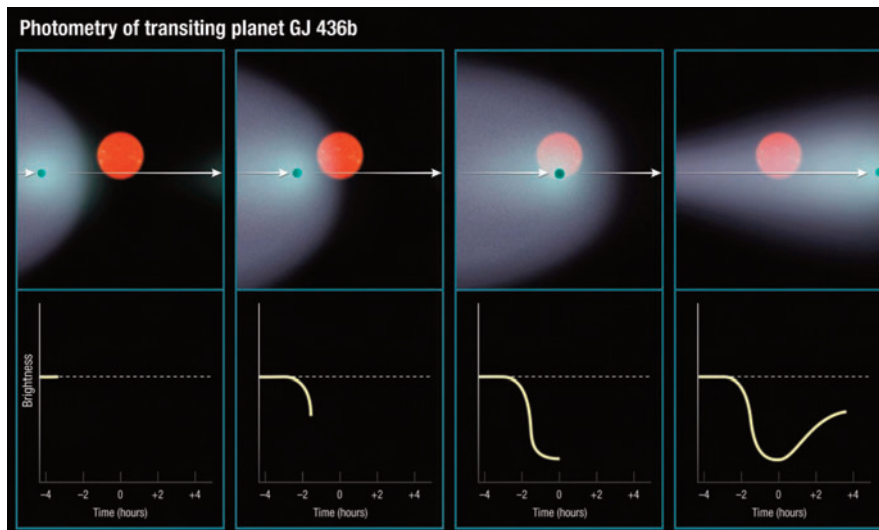 Photometry of transiting planet GJ 436b
Brightness
−4 −2 0 +2 +4
Time (hours)
−4 −2 0 +2 +4
Time (hours)
−4 −2 0 +2 +4
Time (hours)
−4 −2 0 +2 +4
Time (hours)